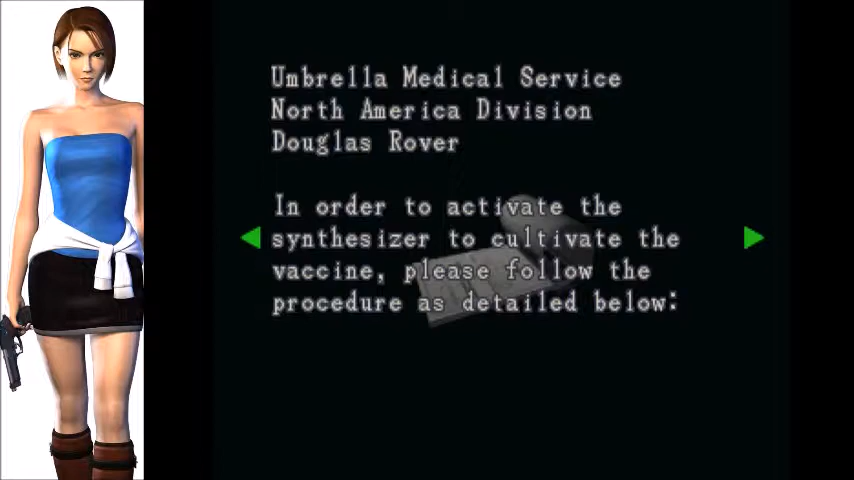 Umbrella Medical Service
North America Division
Douglas Rover
In order to activate the
synthesizer to cultivate the
vaccine, please follow the
procedure as detailed below: